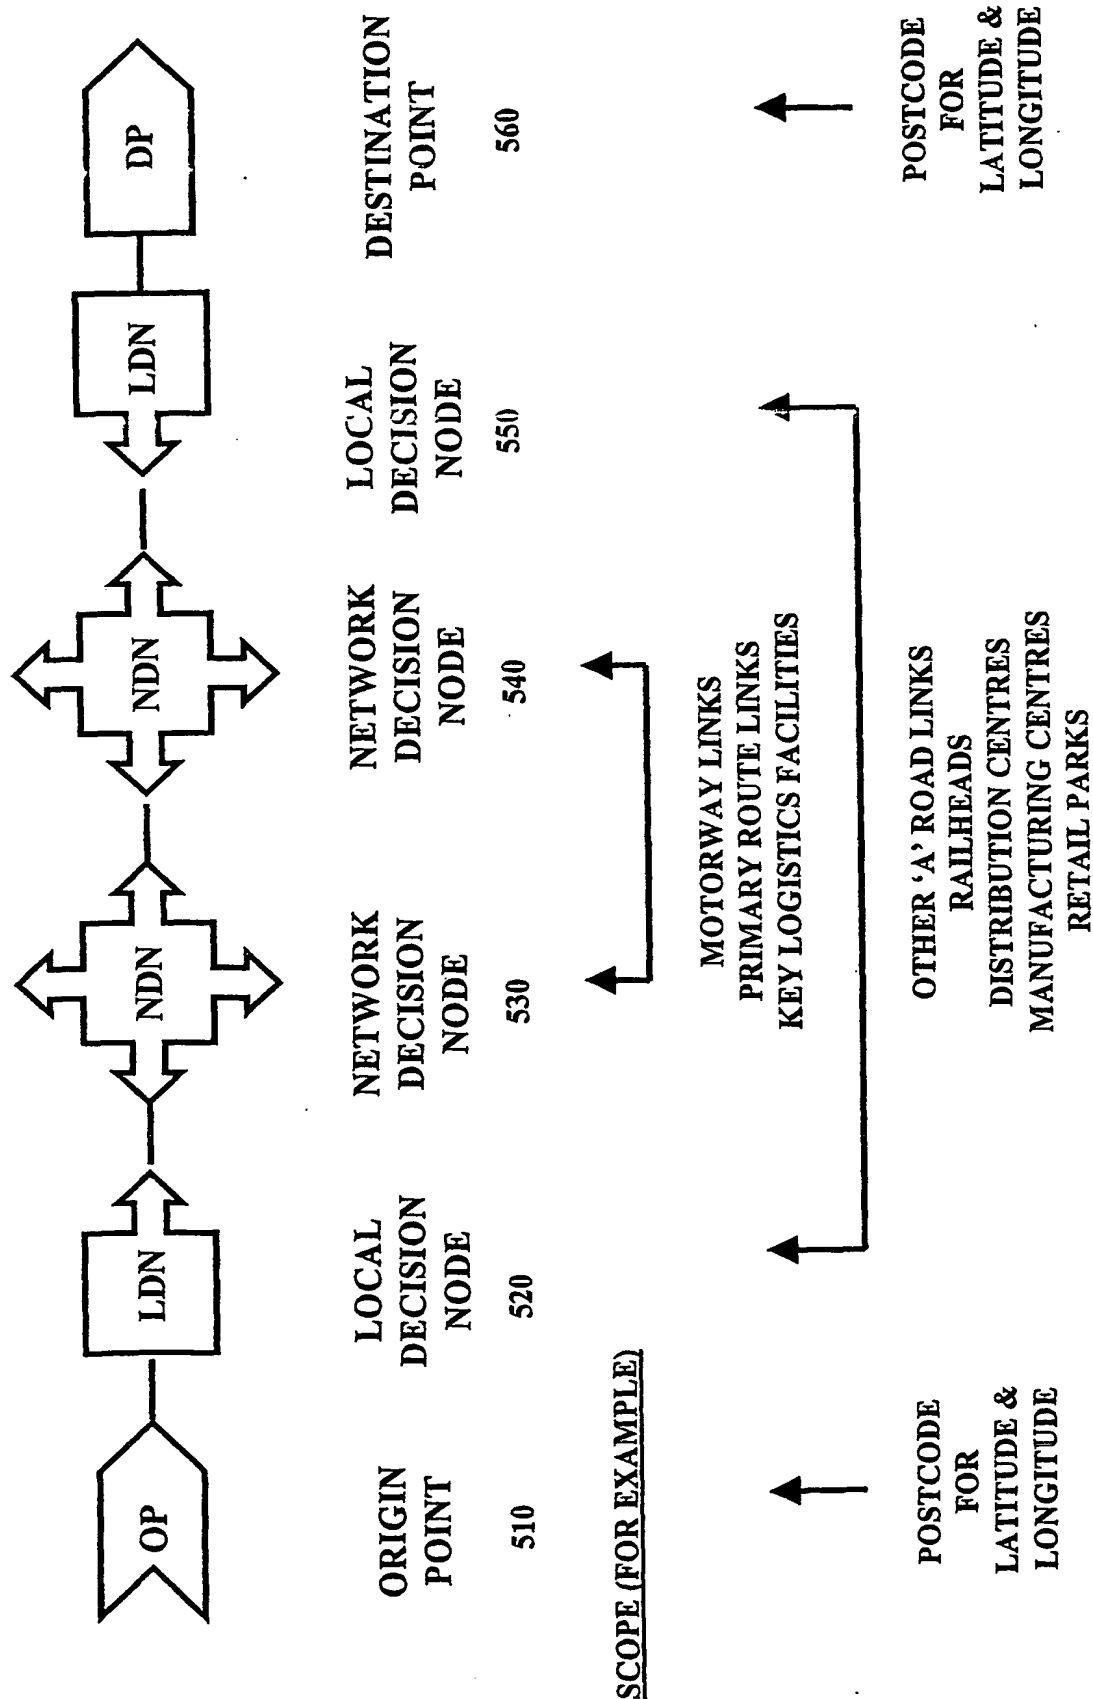 OP
LDN
NDN
NDN
LDN
DP
ORIGIN
POINT
510
LOCAL
DECISION
NODE
520
NETWORK
DECISION
NODE
530
NETWORK
DECISION
NODE
540
LOCAL
DECISION
NODE
550
DESTINATION
POINT
560
SCOPE (FOR EXAMPLE)
MOTORWAY LINKS
PRIMARY ROUTE LINKS
KEY LOGISTICS FACILITIES
POSTCODE
FOR
LATITUDE &
LONGITUDE
OTHER ‘A’ ROAD LINKS
RAILHEADS
DISTRIBUTION CENTRES
MANUFACTURING CENTRES
RETAIL PARKS
POSTCODE
FOR
LATITUDE &
LONGITUDE